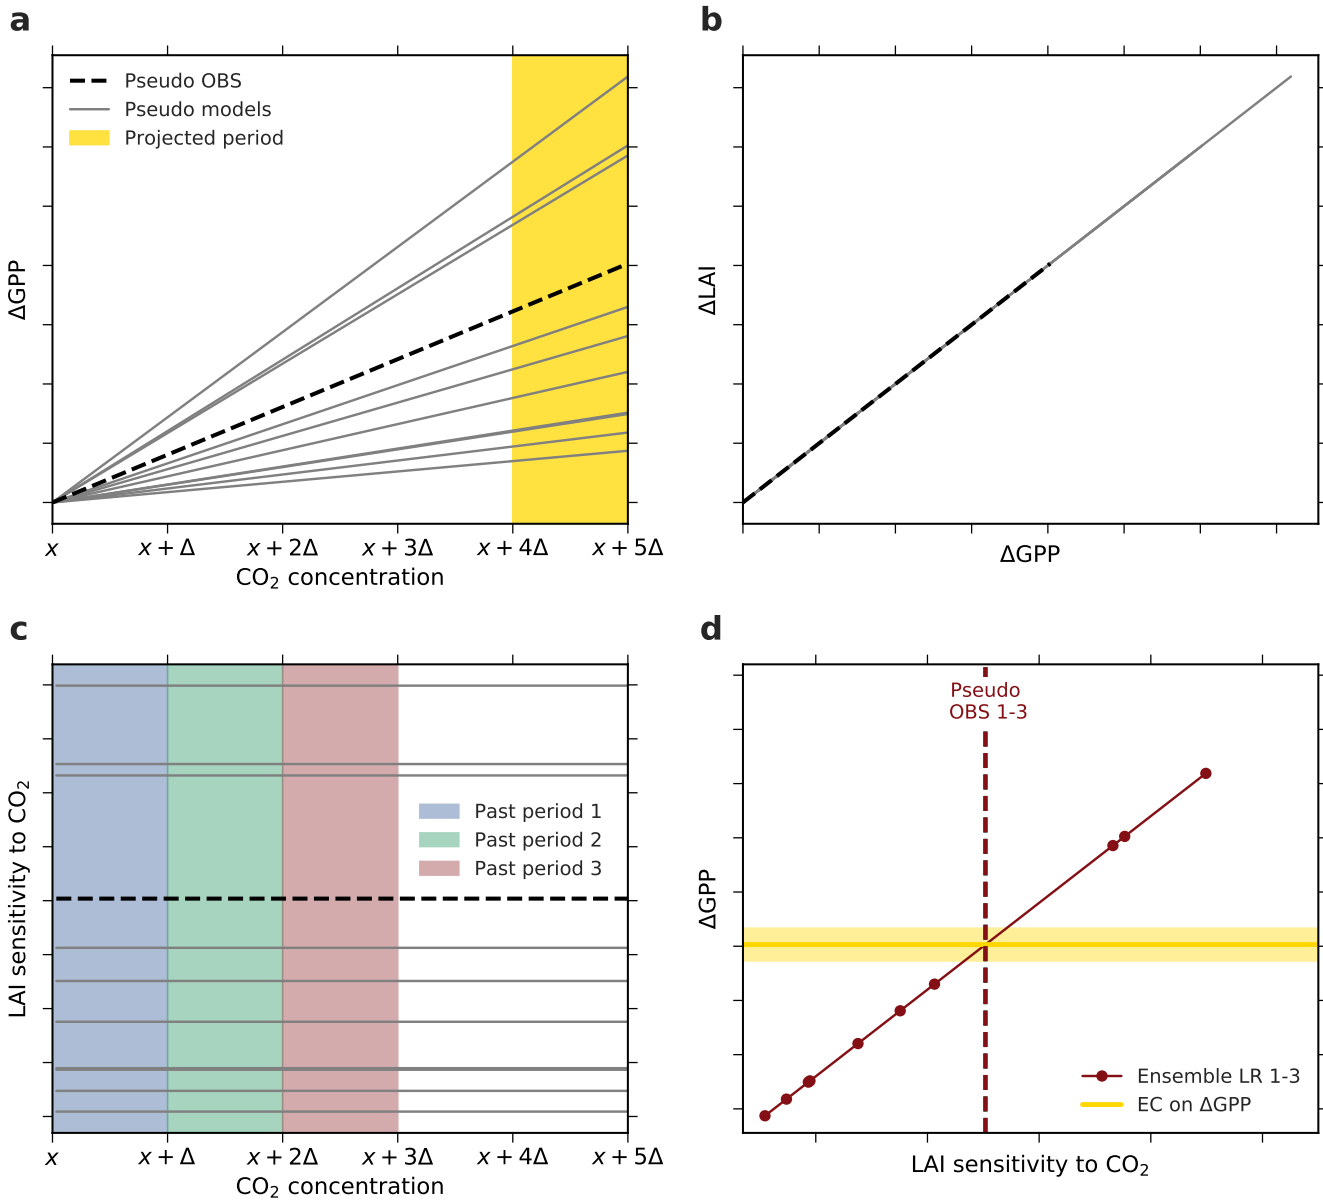 a
Pseudo OBS
Pseudo models
Projected period
ΔGPP
x
x + Δ
x + 2Δ
x + 3Δ
x + 4Δ
x + 5Δ
CO₂ concentration
b
ΔLAI
ΔGPP
c
Past period 1
Past period 2
Past period 3
LAI sensitivity to CO₂
x
x + Δ
x + 2Δ
x + 3Δ
x + 4Δ
x + 5Δ
CO₂ concentration
d
Pseudo
OBS 1-3
ΔGPP
Ensemble LR 1-3
EC on ΔGPP
LAI sensitivity to CO₂